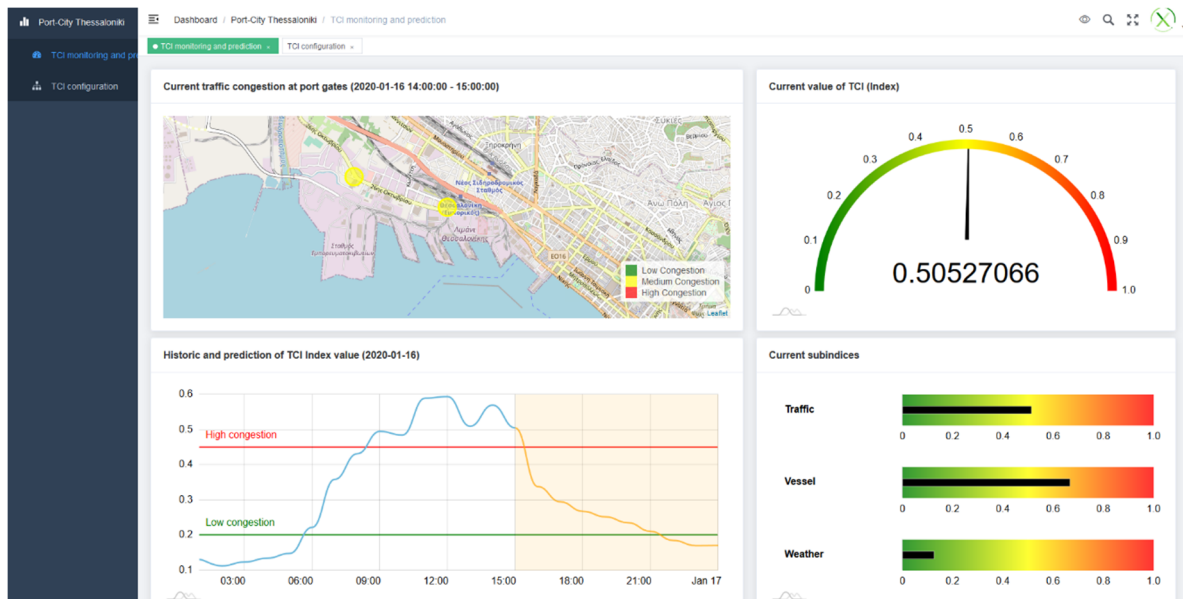 Port-City Thessaloniki
Dashboard / Port-City Thessaloniki / TCI monitoring and prediction
TCI monitoring and prediction ×
TCI configuration ×
TCI monitoring and pr
TCI configuration
Current traffic congestion at port gates (2020-01-16 14:00:00 - 15:00:00)
Συκιές
Ξηροκρήνη
Νέος Σιδηροδρομικός
Σταθμός
Άνω Πόλη
26ης Οκτωβρίου
Λιμάνι
Θεσσαλονίκης
Σταθμός
EO16
Low Congestion
Medium Congestion
High Congestion
Leaflet
Current value of TCI (Index)
0
0.1
0.2
0.3
0.4
0.5
0.6
0.7
0.8
0.9
1.0
0.50527066
Historic and prediction of TCI Index value (2020-01-16)
0.6
0.5
High congestion
0.4
0.3
Low congestion
0.2
0.1
03:00 06:00 09:00 12:00 15:00 18:00 21:00 Jan 17
Current subindices
Traffic
0 0.2 0.4 0.6 0.8 1.0
Vessel
0 0.2 0.4 0.6 0.8 1.0
Weather
0 0.2 0.4 0.6 0.8 1.0